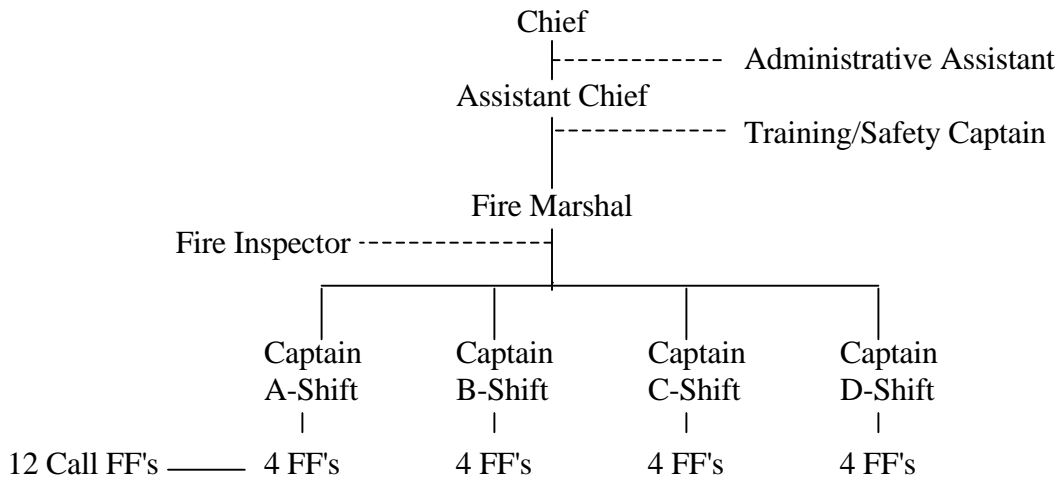 Chief
Administrative Assistant
Assistant Chief
Training/Safety Captain
Fire Marshal
Fire Inspector
Captain A-Shift
Captain B-Shift
Captain C-Shift
Captain D-Shift
12 Call FF's
4 FF's
4 FF's
4 FF's
4 FF's